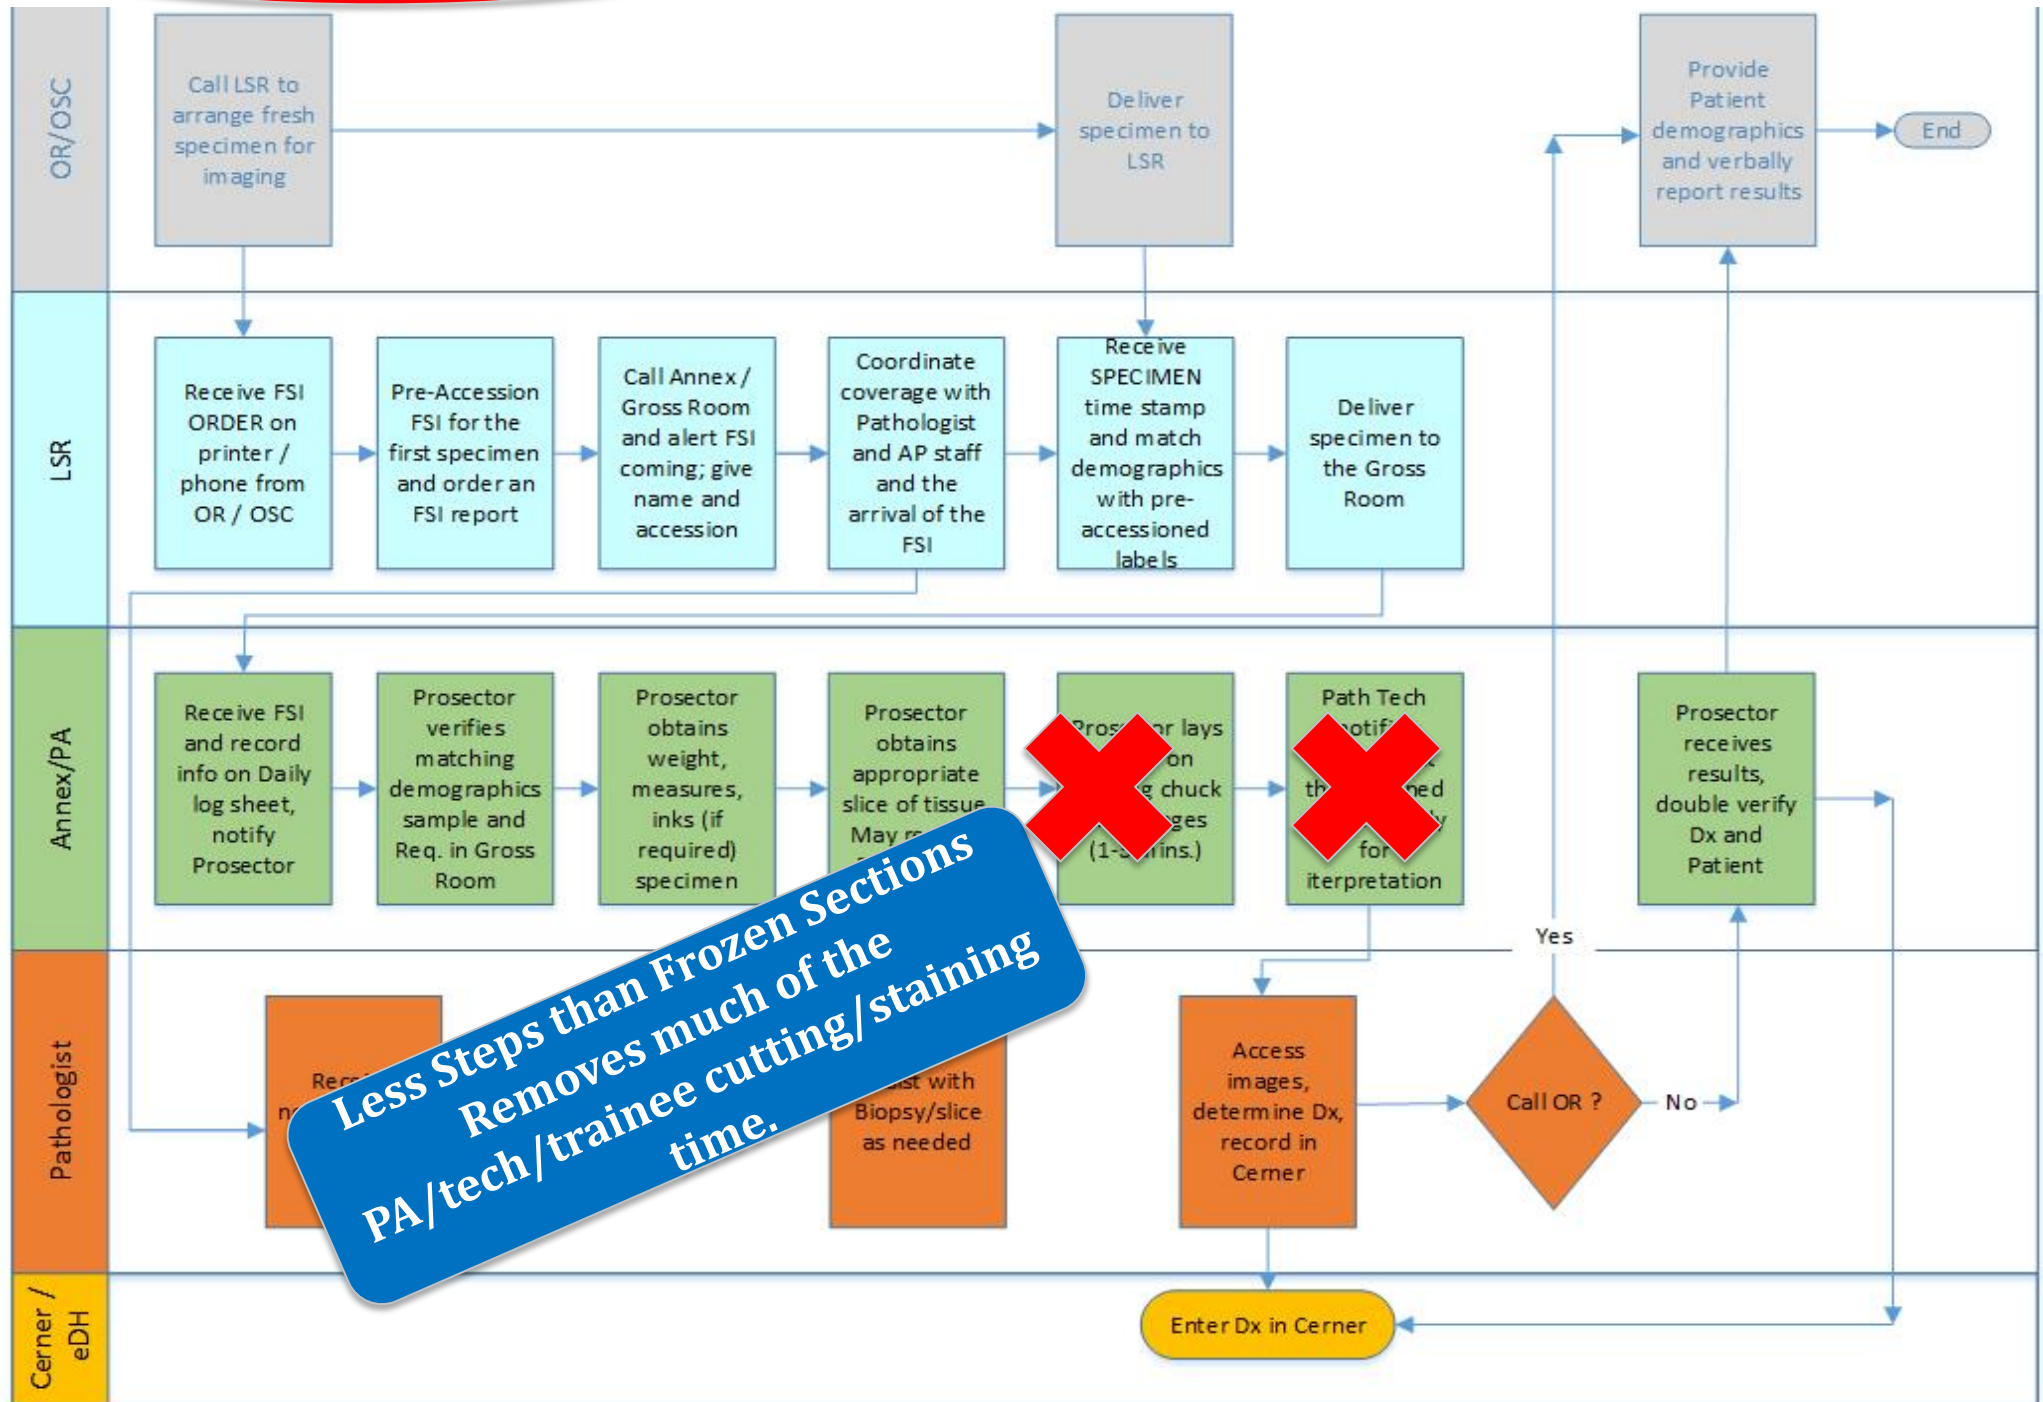 OR/OSC
Call LSR to
arrange fresh
specimen for
imaging
Deliver
specimen to
LSR
Provide
Patient
demographics
and verbally
report results
End
LSR
Receive FSI
ORDER on
printer /
phone from
OR / OSC
Pre-Accession
FSI for the
first specimen
and order an
FSI report
Call Annex /
Gross Room
and alert FSI
coming; give
name and
accession
Coordinate
coverage with
Pathologist
and AP staff
and the
arrival of the
FSI
Receive
SPECIMEN
time stamp
and match
demographics
with pre-
accessioned
labels
Deliver
specimen to
the Gross
Room
Annex/PA
Receive FSI
and record
info on Daily
log sheet,
notify
Prosector
Prosector
verifies
matching
demographics
sample and
Req. in Gross
Room
Prosector
obtains
weight,
measures,
inks (if
required)
specimen
Prosector
obtains
appropriate
slice of tissue
May
lays
on
chuck
Path Tech
for
iterpretation
Prosector
receives
results,
double verify
Dx and
Patient
Yes
Less Steps than Frozen Sections
Removes much of the
PA/tech/trainee cutting/staining
time.
Pathologist
with
Biopsy/slice
as needed
Access
images,
determine Dx,
record in
Cerner
Call OR ?
No
Cerner /
eDH
Enter Dx in Cerner